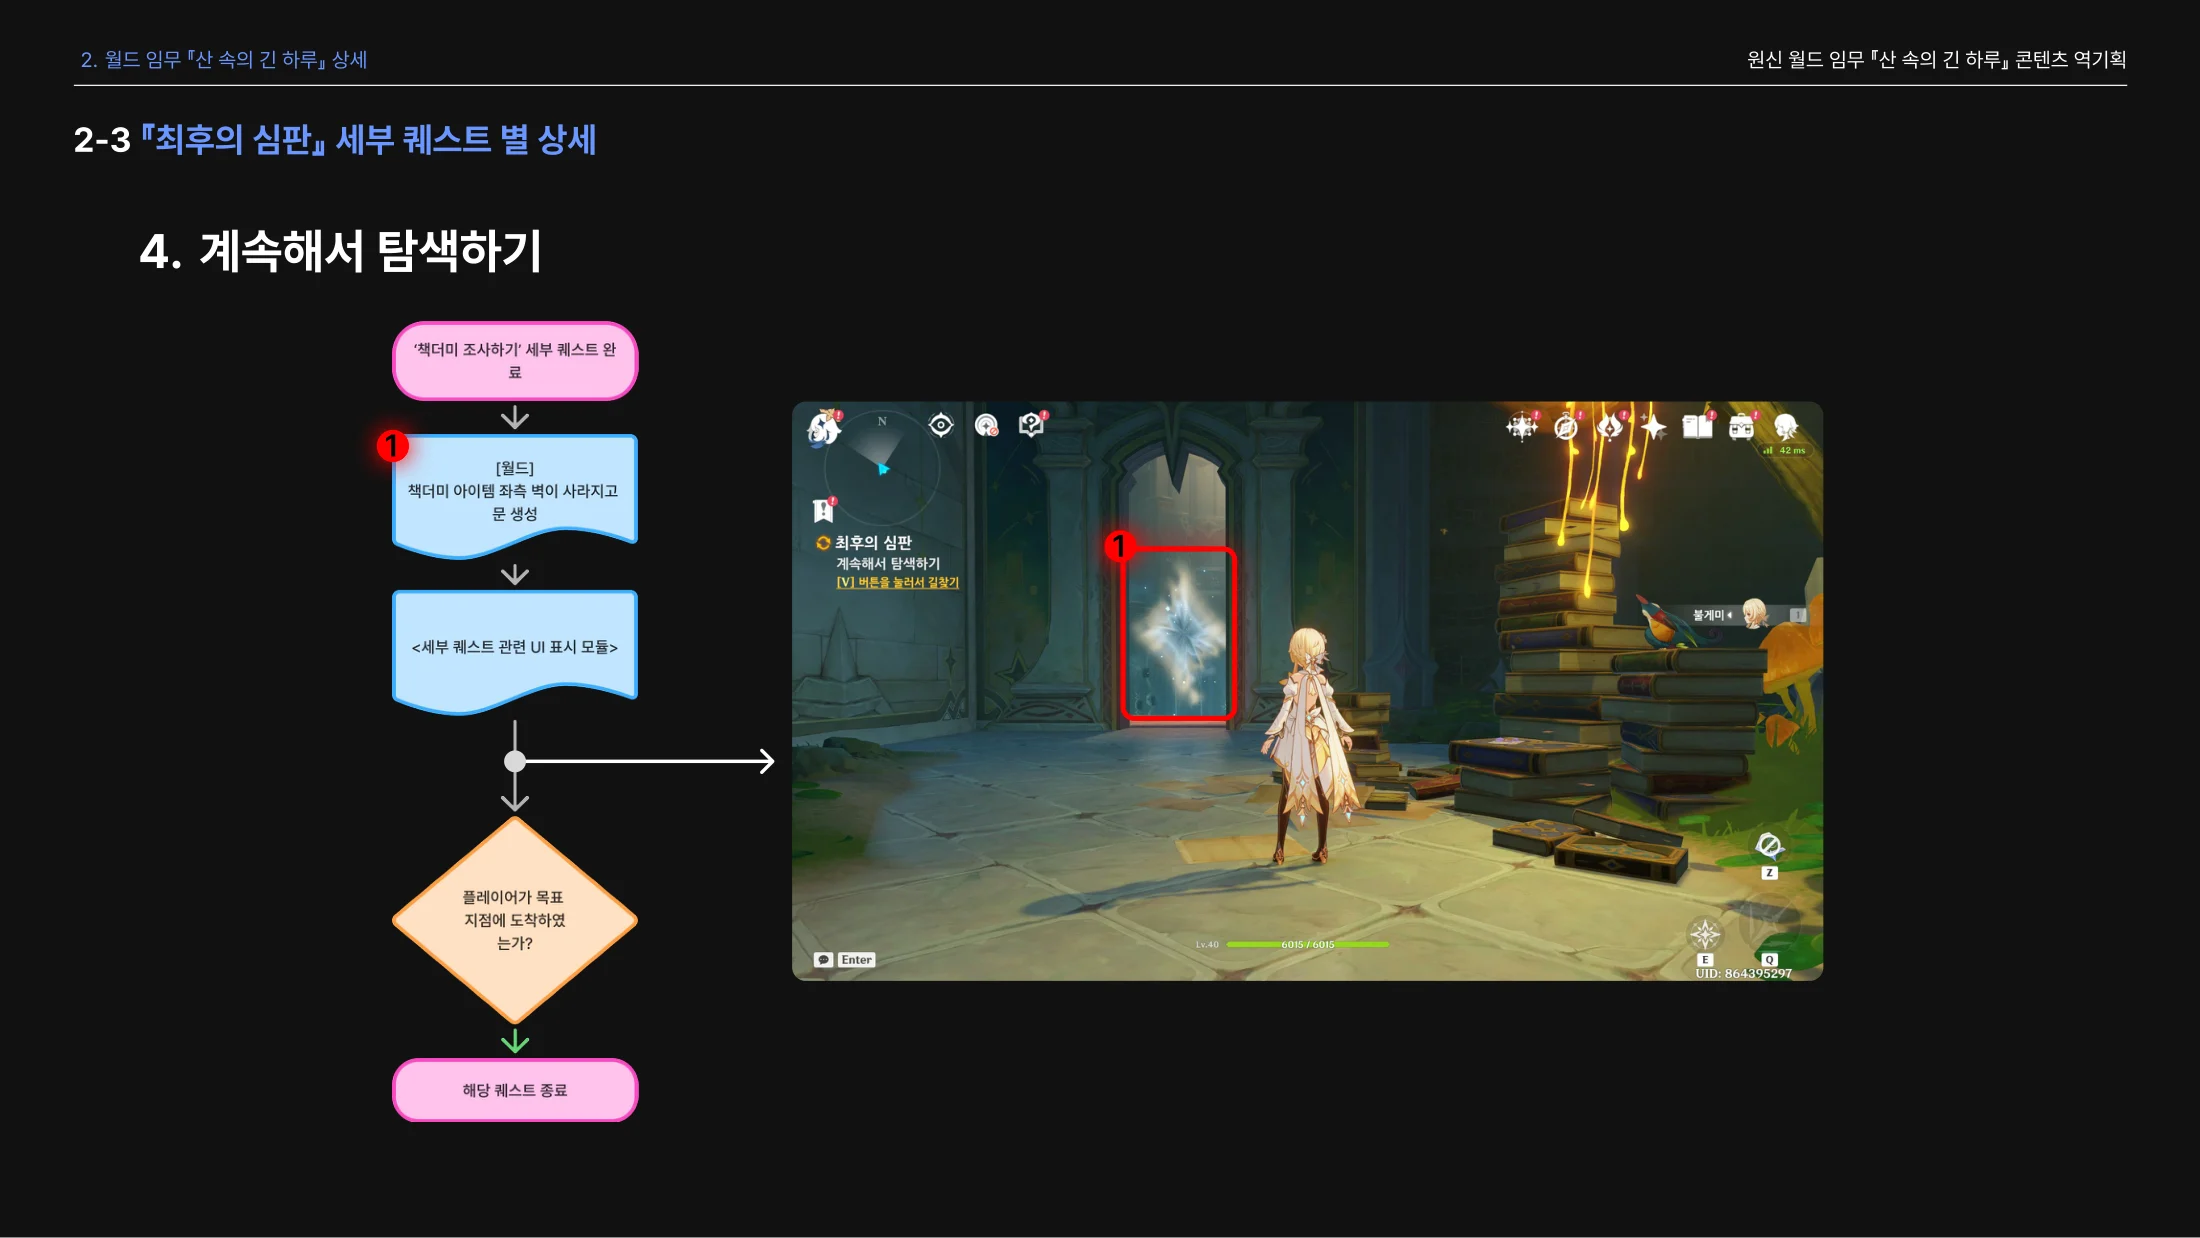 2. 월드 임무 『산 속의 긴 하루』 상세
원신 월드 임무 『산 속의 긴 하루』 콘텐츠 역기획
2-3 『최후의 심판』 세부 퀘스트 별 상세
4. 계속해서 탐색하기
‘책더미 조사하기’ 세부 퀘스트 완
료
1
[월드]
책더미 아이템 좌측 벽이 사라지고
문 생성
<세부 퀘스트 관련 UI 표시 모듈>
플레이어가 목표
지점에 도착하였
는가?
해당 퀘스트 종료
N
42 ms
최후의 심판
계속해서 탐색하기
[V] 버튼을 눌러서 길찾기
1
불게미
1
Z
Lv.40
6015 / 6015
Enter
E
Q
UID: 864395297